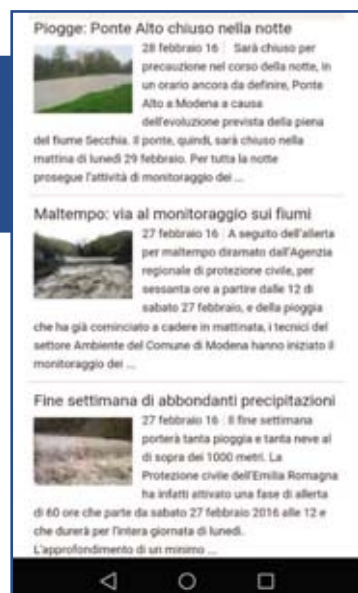 Piogge: Ponte Alto chiuso nella notte
28 febbraio 16 | Sarà chiuso per
precauzione nel corso della notte, in
un orario ancora da definire, Ponte
Alto a Modena a causa
dell'evoluzione prevista della piena
del fiume Secchia. Il ponte, quindi, sarà chiuso nella
mattina di lunedì 29 febbraio. Per tutta la notte
prosegue l'attività di monitoraggio dei ...
Maltempo: via al monitoraggio sui fiumi
27 febbraio 16 | A seguito dell'allerta
per maltempo diramato dall'Agenzia
regionale di protezione civile, per
sessanta ore a partire dalle 12 di
sabato 27 febbraio, e della pioggia
che ha già cominciato a cadere in mattinata, i tecnici del
settore Ambiente del Comune di Modena hanno iniziato il
monitoraggio dei ...
Fine settimana di abbondanti precipitazioni
27 febbraio 16 | Il fine settimana
porterà tanta pioggia e tanta neve al
di sopra dei 1000 metri. La
Protezione civile dell'Emilia Romagna
ha infatti attivato una fase di allerta
di 60 ore che parte da sabato 27 febbraio 2016 alle 12 e
che durerà per l'intera giornata di lunedì.
L'approfondimento di un minimo ...